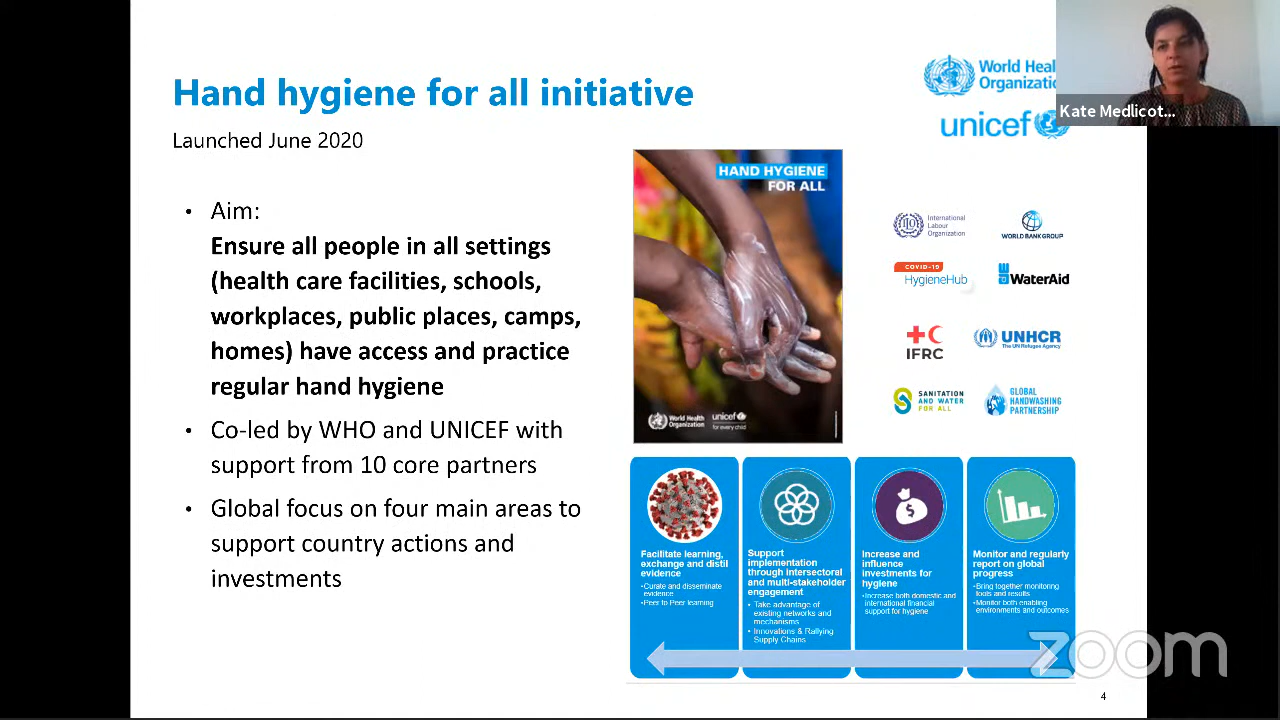 Hand hygiene for all initiative
Launched June 2020
World Heal
Organizatio
unicef
Kate Medlicot...
• Aim:
Ensure all people in all settings
(health care facilities, schools,
workplaces, public places, camps,
homes) have access and practice
regular hand hygiene
• Co-led by WHO and UNICEF with
support from 10 core partners
• Global focus on four main areas to
support country actions and
investments
HAND HYGIENE
FOR ALL
World Health
Organization
unicef
for every child
International
Labour
Organization
WORLD BANK GROUP
COVID-19
HygieneHub
WaterAid
IFRC
UNHCR
The UN Refugee Agency
SANITATION
AND WATER
FOR ALL
GLOBAL
HANDWASHING
PARTNERSHIP
Facilitate learning,
exchange and distil
evidence
•Curate and disseminate
evidence
•Peer to Peer learning
Support
implementation
through intersectoral
and multi-stakeholder
engagement
• Take advantage of
existing networks and
mechanisms
• Innovations & Rallying
Supply Chains
$
Increase and
influence
investments for
hygiene
•Increase both domestic and
international financial
support for hygiene
Monitor and regularly
report on global
progress
•Bring together monitoring
tools and results
•Monitor both enabling
environments and outcomes
zoom
4